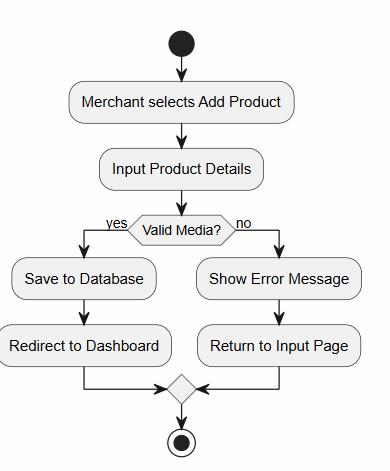 Merchant selects Add Product
Input Product Details
yes
Valid Media?
no
Save to Database
Show Error Message
Redirect to Dashboard
Return to Input Page